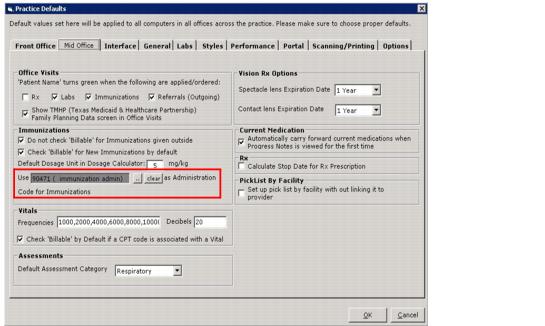 Practice Defaults
Default values set here will be applied to all computers in all offices across the practice. Please make sure to choose proper defaults.
Front Office Mid Office Interface General Labs Styles Performance Portal Scanning/Printing Options
Office Visits
'Patient Name' turns green when the following are applied/ordered:
Rx Labs Immunizations Referrals (Outgoing)
Show TMHP (Texas Medicaid & Healthcare Partnership)
Family Planning Data screen in Office Visits
Immunizations
Do not check 'Billable' for Immunizations given outside
Check 'Billable' for New Immunizations by default
Default Dosage Unit in Dosage Calculator: 5 mg/kg
Use 90471 ( immunization admin) ... clear as Administration
Code for Immunizations
Vitals
Frequencies 1000,2000,4000,6000,8000,1000( Decibels 20
Check 'Billable' by Default if a CPT code is associated with a Vital
Assessments
Default Assessment Category Respiratory
Vision Rx Options
Spectacle lens Expiration Date 1 Year
Contact lens Expiration Date 1 Year
Current Medication
Automatically carry forward current medications when
Progress Notes is viewed for the first time
Rx
Calculate Stop Date for Rx Prescription
PickList By Facility
Set up pick list by facility with out linking it to
provider
OK Cancel